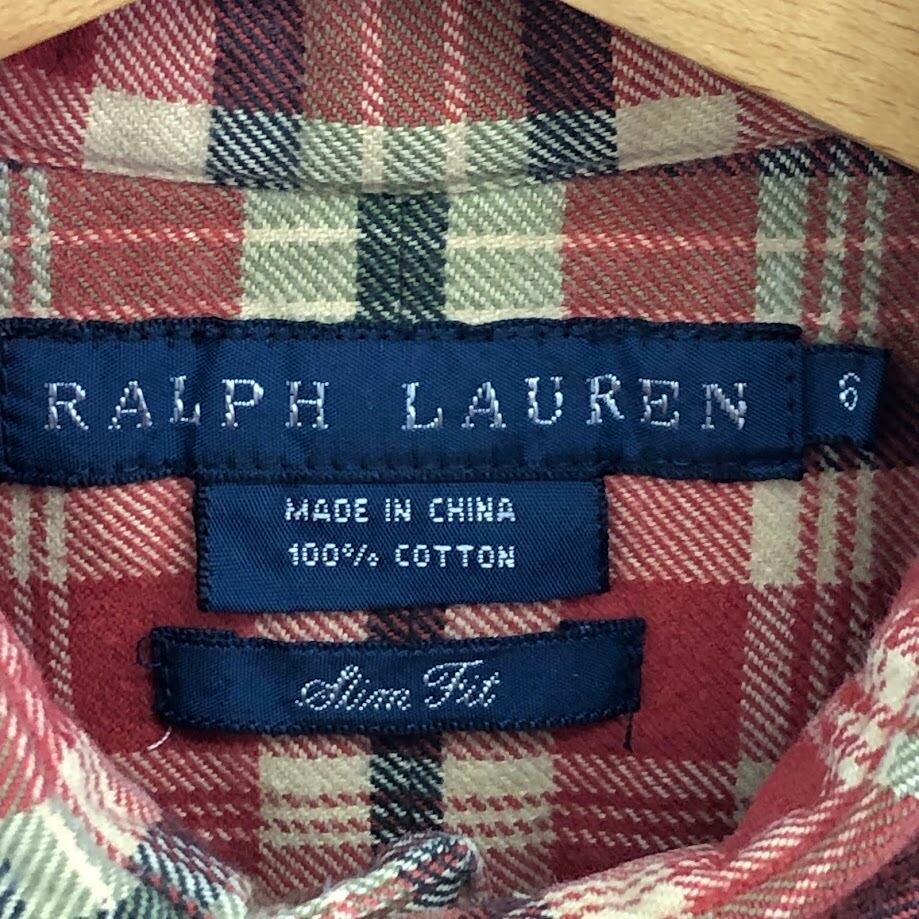 RALPH LAUREN 6
MADE IN CHINA
100% COTTON
Slim Fit